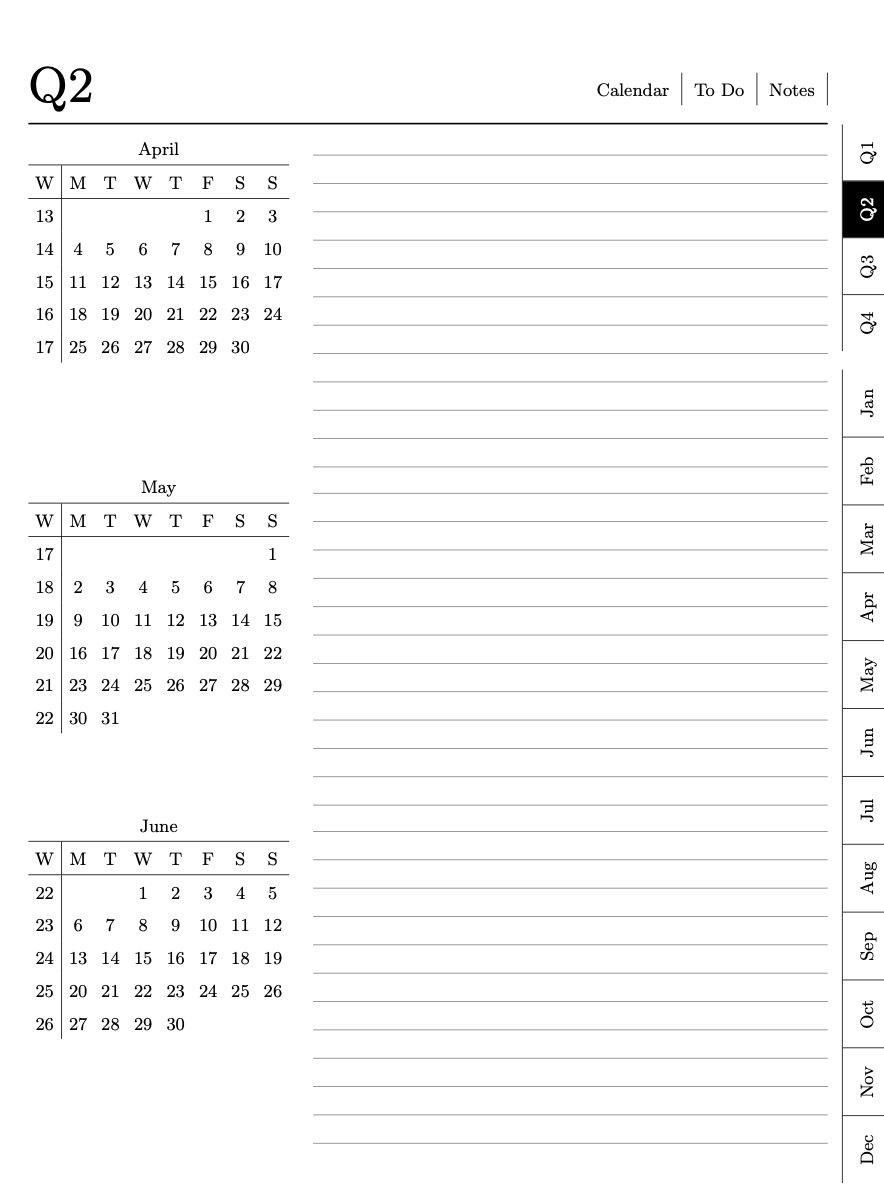 Q2
Calendar To Do Notes
April
W M T W T F S S
13 1 2 3
14 4 5 6 7 8 9 10
15 11 12 13 14 15 16 17
16 18 19 20 21 22 23 24
17 25 26 27 28 29 30
May
W M T W T F S S
17 1
18 2 3 4 5 6 7 8
19 9 10 11 12 13 14 15
20 16 17 18 19 20 21 22
21 23 24 25 26 27 28 29
22 30 31
June
W M T W T F S S
22 1 2 3 4 5
23 6 7 8 9 10 11 12
24 13 14 15 16 17 18 19
25 20 21 22 23 24 25 26
26 27 28 29 30
Q1
Q2
Q3
Q4
Jan
Feb
Mar
Apr
May
Jun
Jul
Aug
Sep
Oct
Nov
Dec